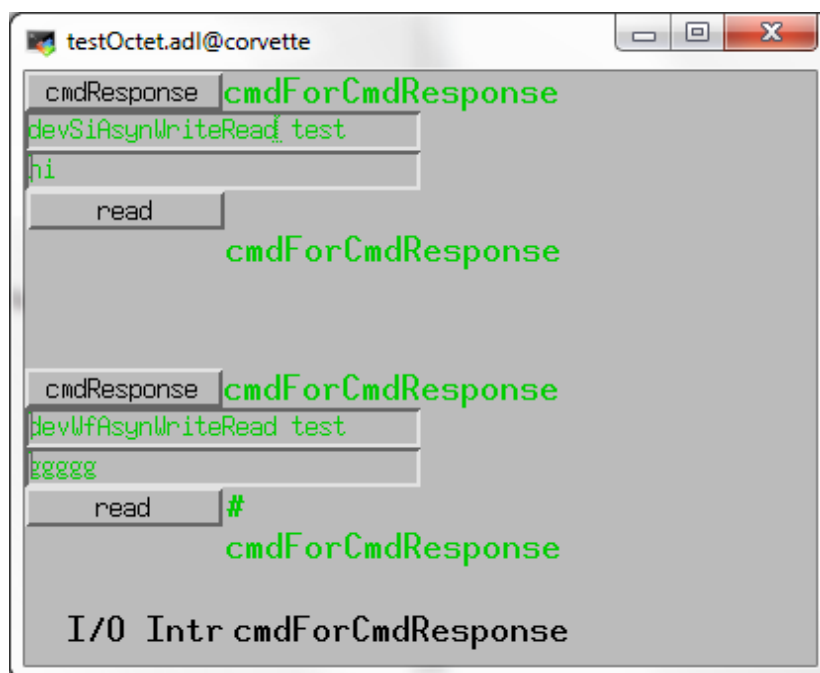 testOctet.adl@corvette
cmdResponse cmdForCmdResponse
devSiAsynWriteRead test
hi
read
cmdForCmdResponse
cmdResponse cmdForCmdResponse
devWfAsynWriteRead test
ggggg
read #
cmdForCmdResponse
I/O Intr cmdForCmdResponse